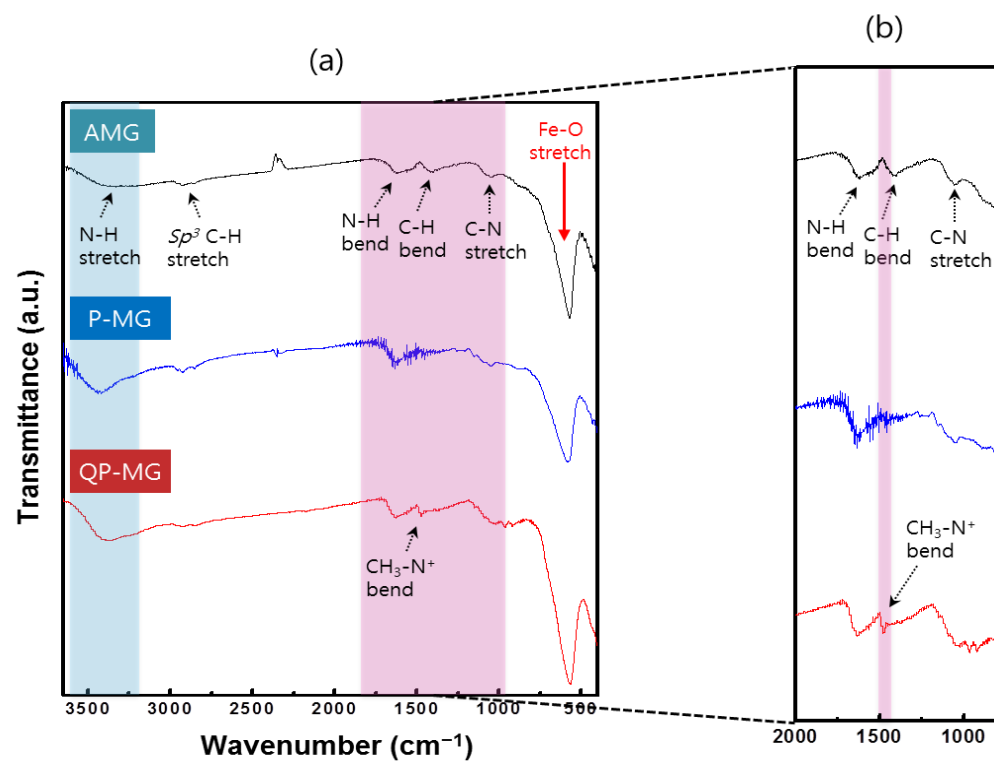 (a)
(b)
AMG
Fe-O
stretch
N-H
stretch
Sp³ C-H
stretch
N-H
bend
C-H
bend
C-N
stretch
N-H
bend
C-H
bend
C-N
stretch
P-MG
QP-MG
CH₃-N⁺
bend
CH₃-N⁺
bend
Transmittance (a.u.)
3500 3000 2500 2000 1500 1000 500
Wavenumber (cm⁻¹)
2000 1500 1000